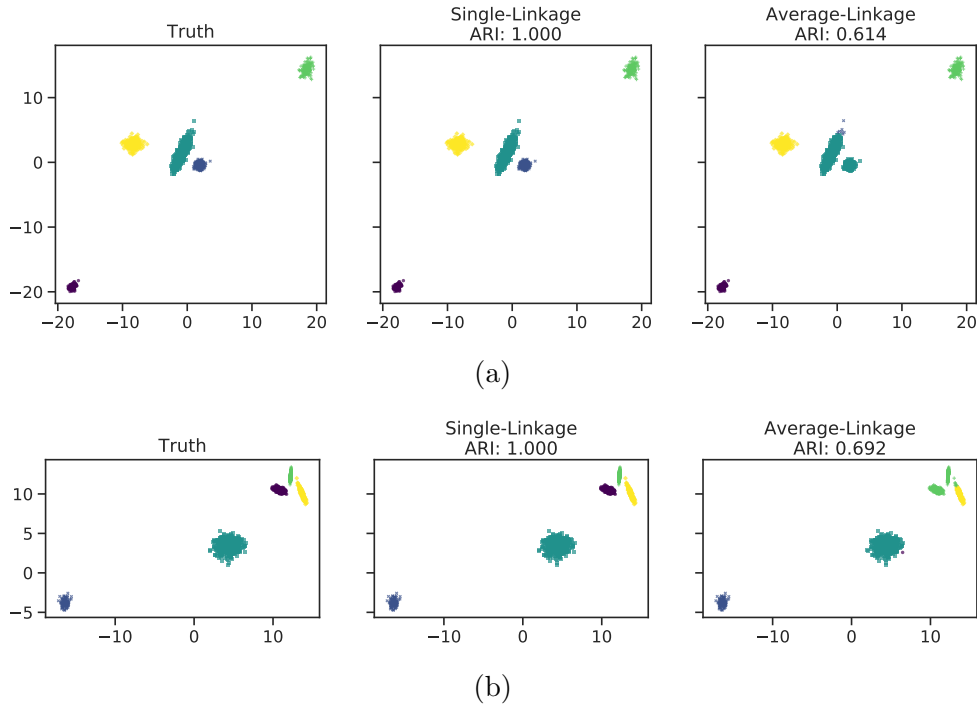 Truth
Single-Linkage
ARI: 1.000
Average-Linkage
ARI: 0.614
10
0
−10
−20
−20 −10 0 10 20
−20 −10 0 10 20
−20 −10 0 10 20
(a)
Truth
Single-Linkage
ARI: 1.000
Average-Linkage
ARI: 0.692
10
5
0
−5
−10 0 10
−10 0 10
−10 0 10
(b)